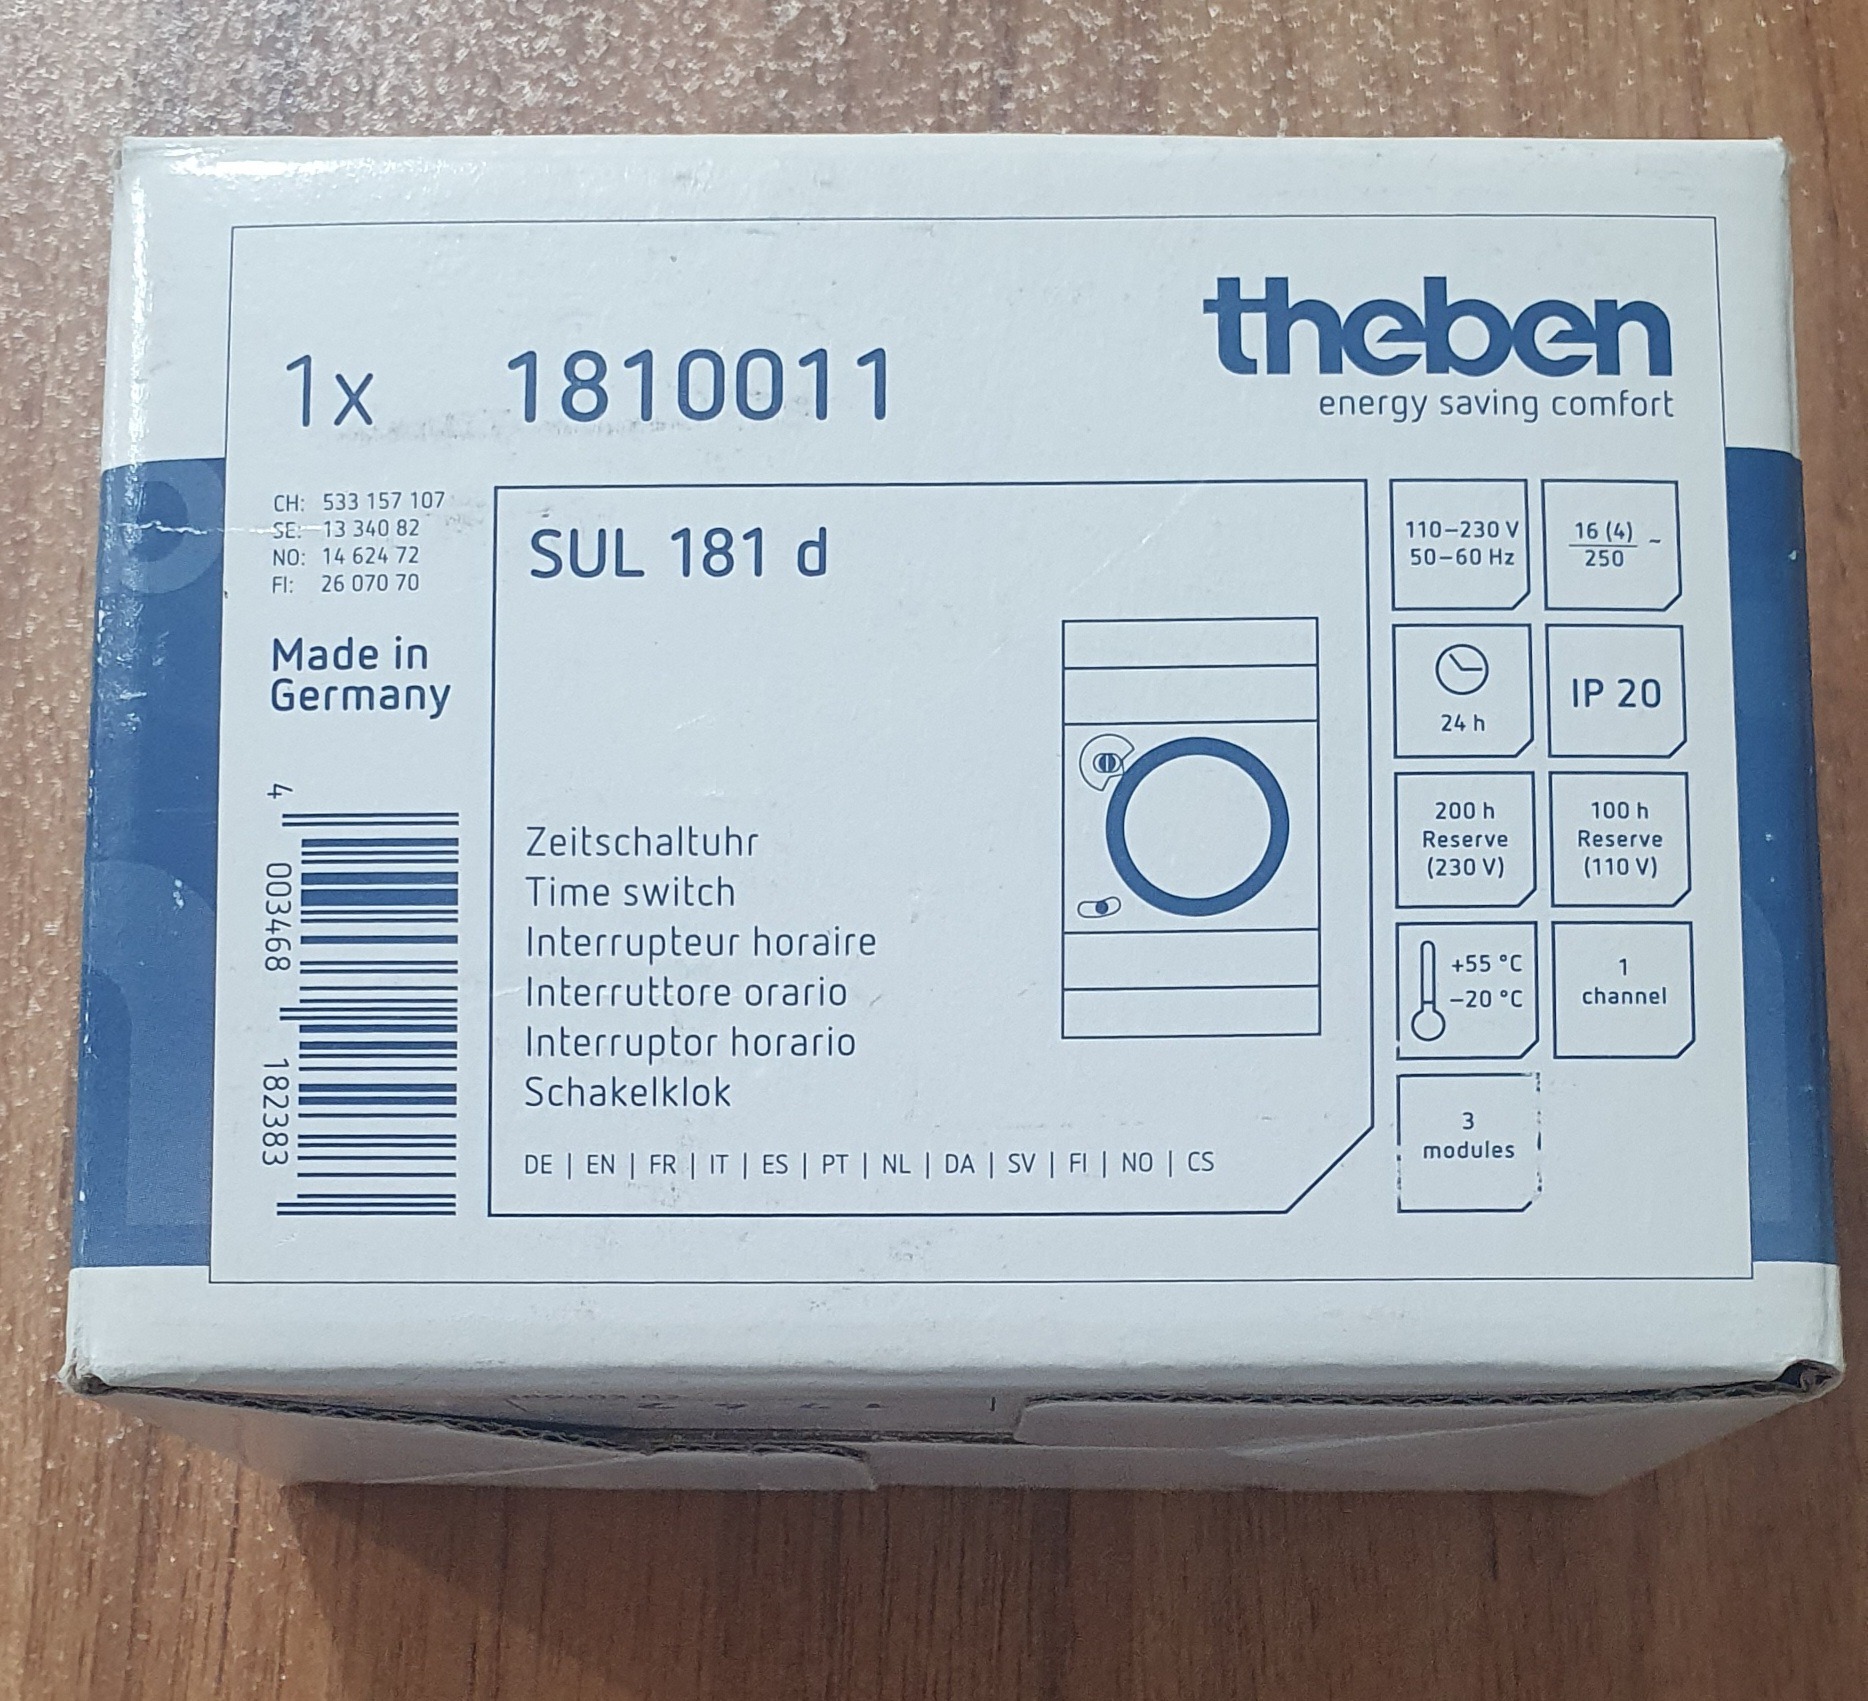 theben
energy saving comfort
1x 1810011
CH: 533 157 107
SE: 13 340 82
NO: 14 624 72
FI: 26 070 70
Made in
Germany
4 003468 182383
SUL 181 d
Zeitschaltuhr
Time switch
Interrupteur horaire
Interruttore orario
Interruptor horario
Schakelklok
DE | EN | FR | IT | ES | PT | NL | DA | SV | FI | NO | CS
110–230 V
50–60 Hz
16 (4) ~
250
24 h
IP 20
200 h
Reserve
(230 V)
100 h
Reserve
(110 V)
+55 °C
–20 °C
1
channel
3
modules